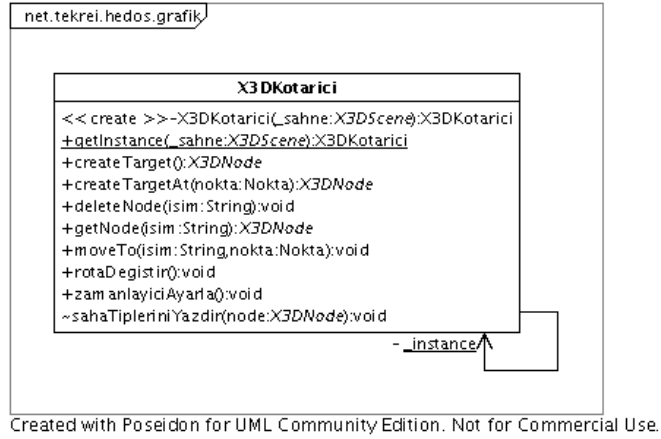 net.tekrei.hedos.grafik
X3DKotarici
<< create >>-X3DKotarici(_sahne:X3DScene):X3DKotarici
+getInstance(_sahne:X3DScene):X3DKotarici
+createTarget():X3DNode
+createTargetAt(nokta:Nokta):X3DNode
+deleteNode(isim:String):void
+getNode(isim:String):X3DNode
+moveTo(isim:String,nokta:Nokta):void
+rotaDegistir():void
+zamanlayiciAyarla():void
~sahaTipleriniYazdir(node:X3DNode):void
- _instance
Created with Poseidon for UML Community Edition. Not for Commercial Use.